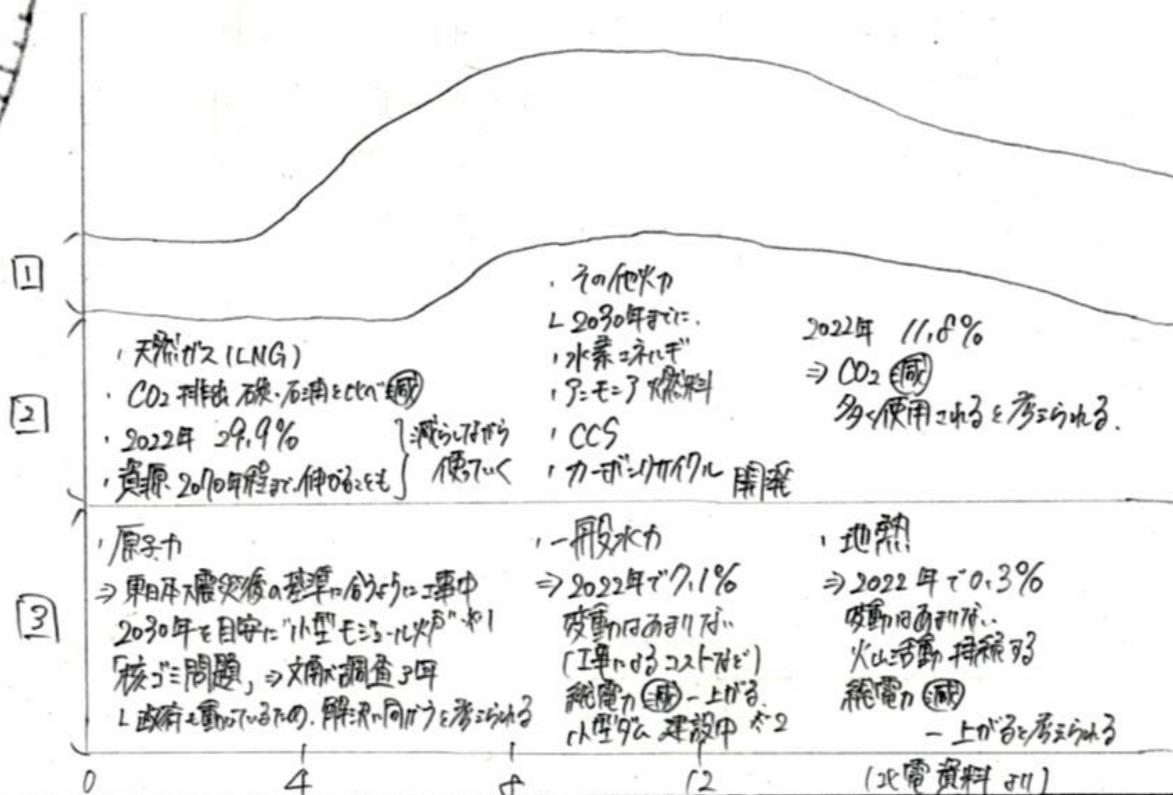 1
その他火力
∟2030年までに、
・水素エネルギ
・アンモニア燃料
・CCS
・カーボンリサイクル 開発
2022年 11.8%
⇒ CO2 減
多く使用されると考えられる.
2
・天然ガス(LNG)
・CO2排出 石炭・石油と比べ減
・2022年 29.9%
・資源 2070年程まで、伸びることも
減らしながら
使っていく
3
・原子力
⇒ 東日本大震災後の基準に合うように工事中
2030年を目安に"小型モジュール炉"※1
「核ゴミ問題」⇒文献調査
∟政府も動いているため、解決に向かうと考えられる
・一般水力
⇒ 2022年で7.1%
変動はあまりない
(工事によるコストなど)
総電力 減 - 上がる.
小型ダム 建設中 ※2
・地熱
⇒ 2022年で0.3%
変動はあまりない.
火山活動 持続する
総電力 減
- 上がると考えられる
0 4 8 12
(北電資料より)